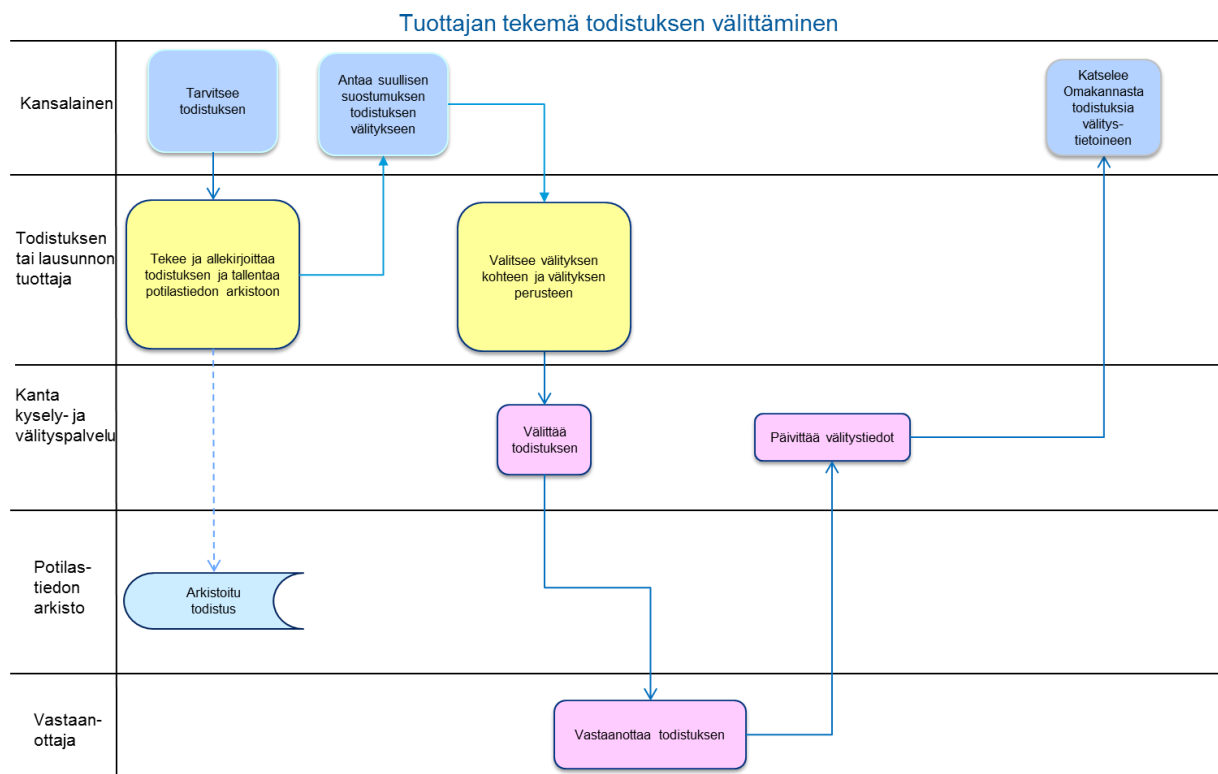 Tuottajan tekemä todistuksen välittäminen
Kansalainen
Tarvitsee
todistuksen
Antaa suullisen
suostumuksen
todistuksen
välitykseen
Katselee
Omakannasta
todistuksia
välitys-
tietoineen
Todistuksen
tai lausunnon
tuottaja
Tekee ja allekirjoittaa
todistuksen ja tallentaa
potilastiedon arkistoon
Valitsee välityksen
kohteen ja välityksen
perusteen
Kanta
kysely- ja
välityspalvelu
Välittää
todistuksen
Päivittää välitystiedot
Potilas-
tiedon
arkisto
Arkistoitu
todistus
Vastaan-
ottaja
Vastaanottaa todistuksen